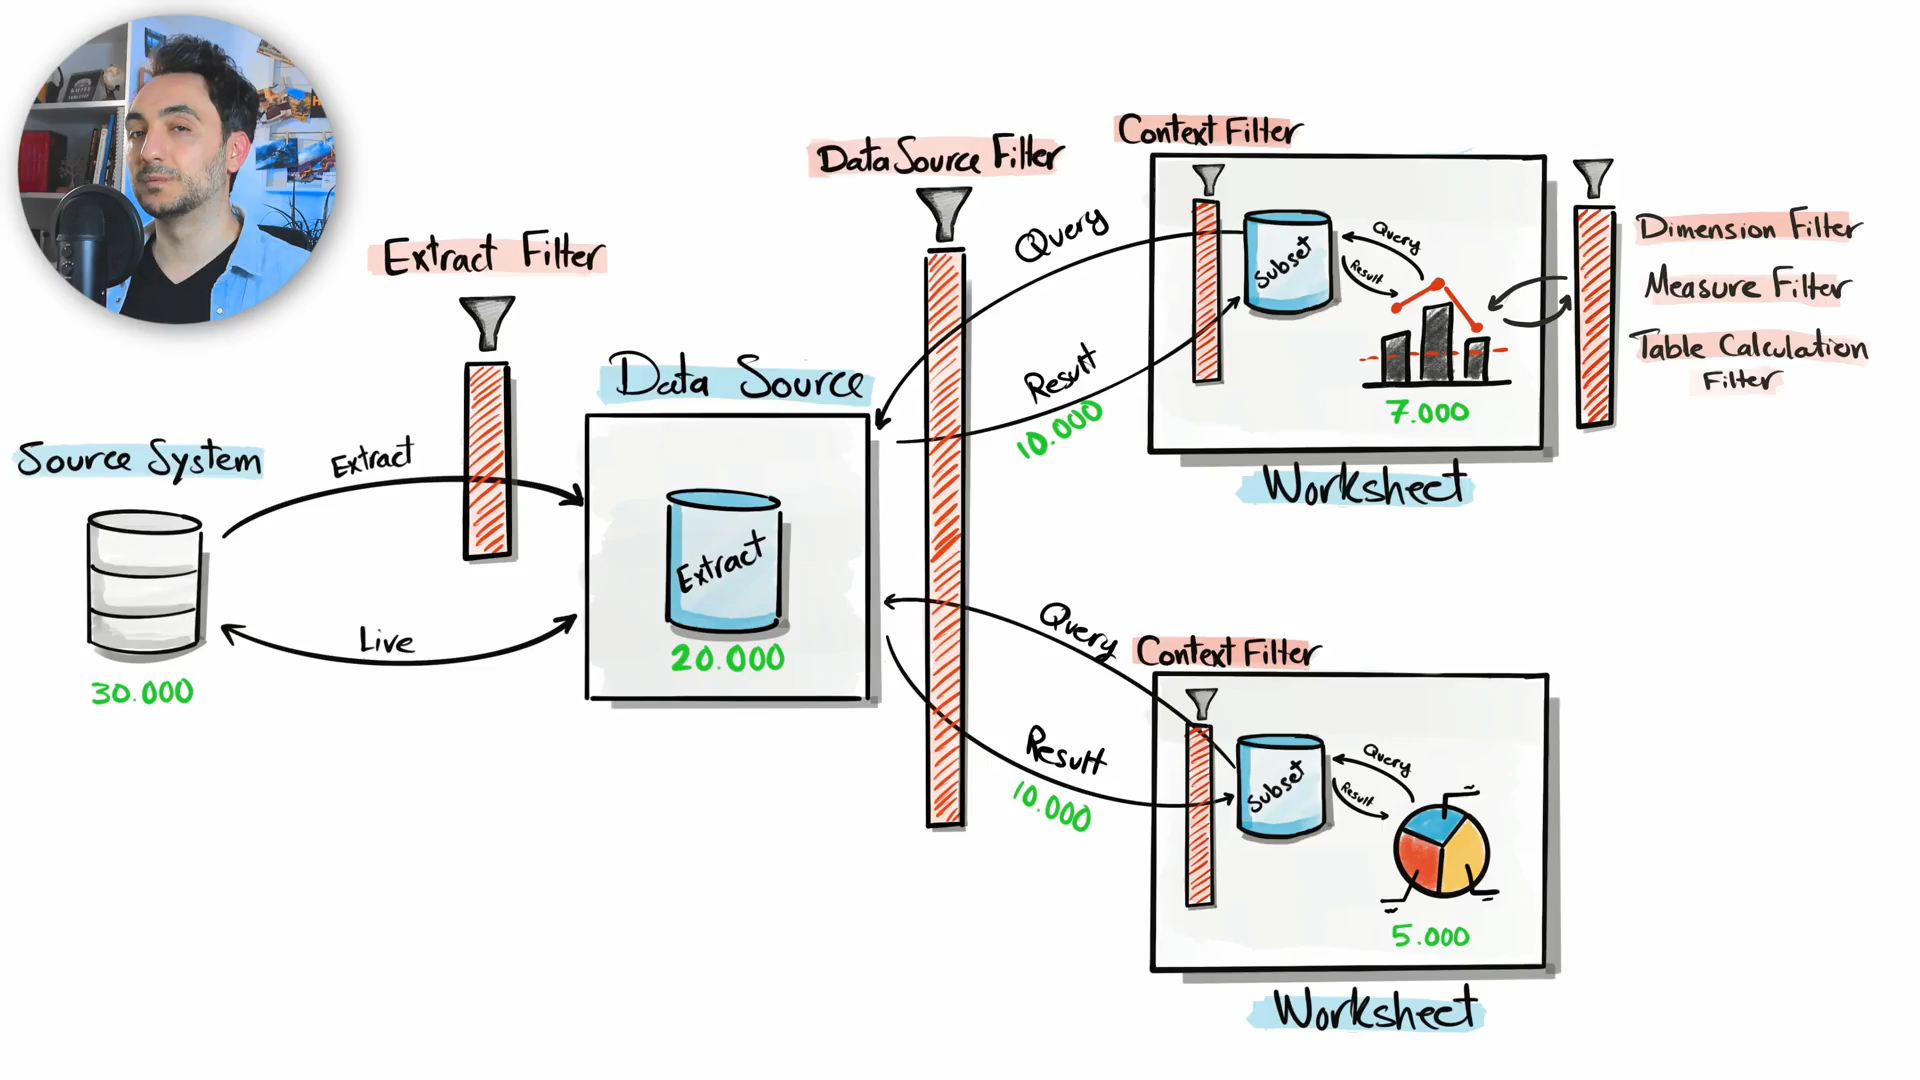 Extract Filter
Source System
Extract
Live
30.000
Data Source
Extract
20.000
Data Source Filter
Query
Result
10.000
Query
Result
10.000
Context Filter
Subset
Query
Result
7.000
Worksheet
Dimension Filter
Measure Filter
Table Calculation
Filter
Context Filter
Subset
Query
Result
5.000
Worksheet